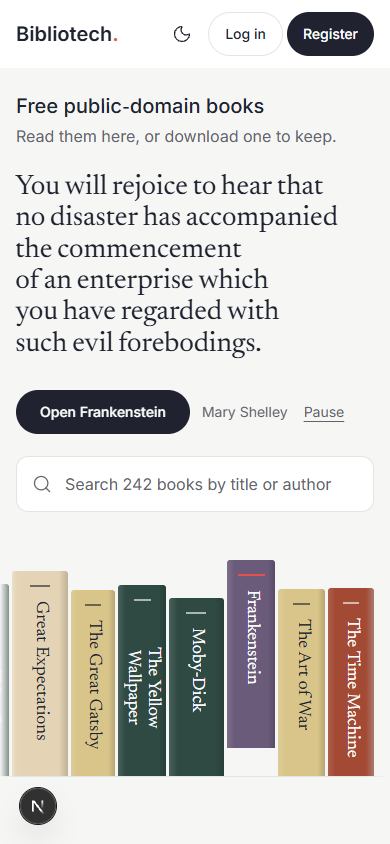 Bibliotech.
Log in
Register
Free public-domain books
Read them here, or download one to keep.
You will rejoice to hear that
no disaster has accompanied
the commencement
of an enterprise which
you have regarded with
such evil forebodings.
Open Frankenstein
Mary Shelley
Pause
Search 242 books by title or author
Great Expectations
The Great Gatsby
The Yellow
Wallpaper
Moby-Dick
Frankenstein
The Art of War
The Time Machine
N